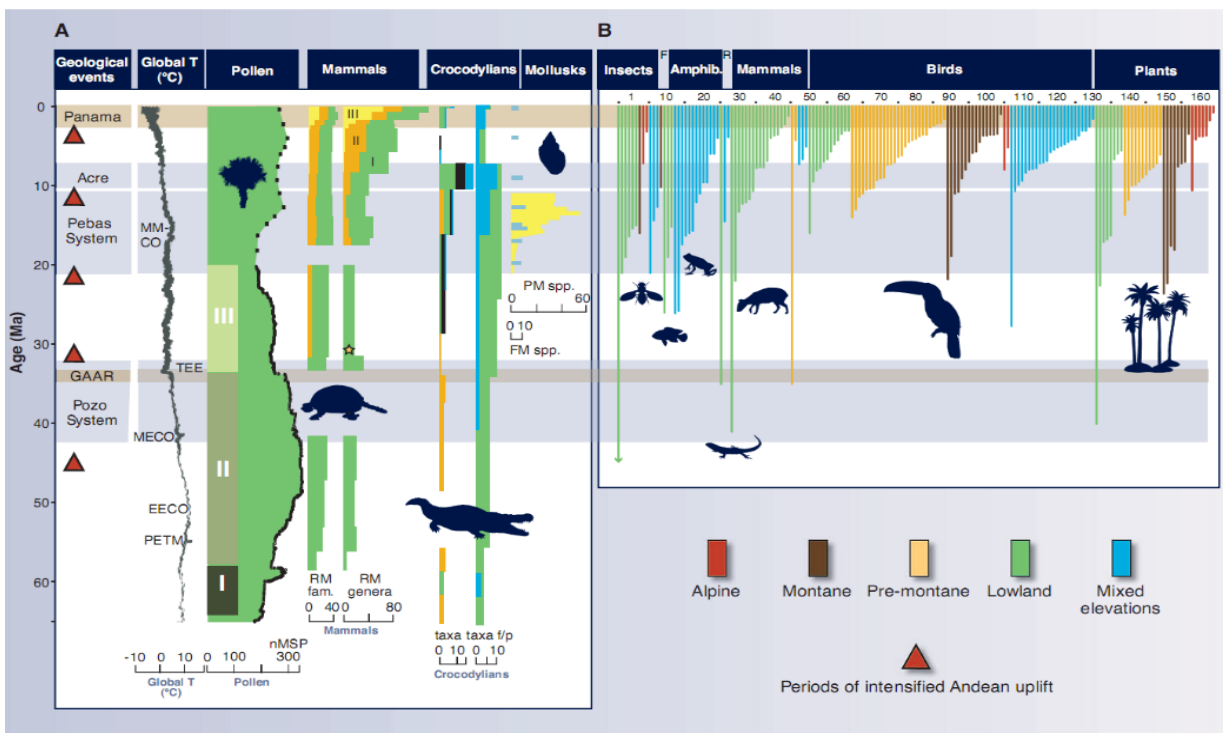 A
B
Geological events
Global T (°C)
Pollen
Mammals
Crocodylians
Mollusks
Insects
F
Amphib.
R
Mammals
Birds
Plants
1 10 20 30 40 50 60 70 80 90 100 110 120 130 140 150 160
Age (Ma)
0
10
20
30
40
50
60
Panama
Acre
Pebas
System
GAAR
Pozo
System
MM-
CO
TEE
MECO
EECO
PETM
III
II
I
III
II
I
PM spp.
0 60
0 10
FM spp.
RM
fam.
0 40
RM
genera
0 80
Mammals
taxa
0 10
taxa f/p
0 10
Crocodylians
-10 0 10
Global T
(°C)
nMSP
0 100 300
Pollen
Alpine
Montane
Pre-montane
Lowland
Mixed
elevations
Periods of intensified Andean uplift